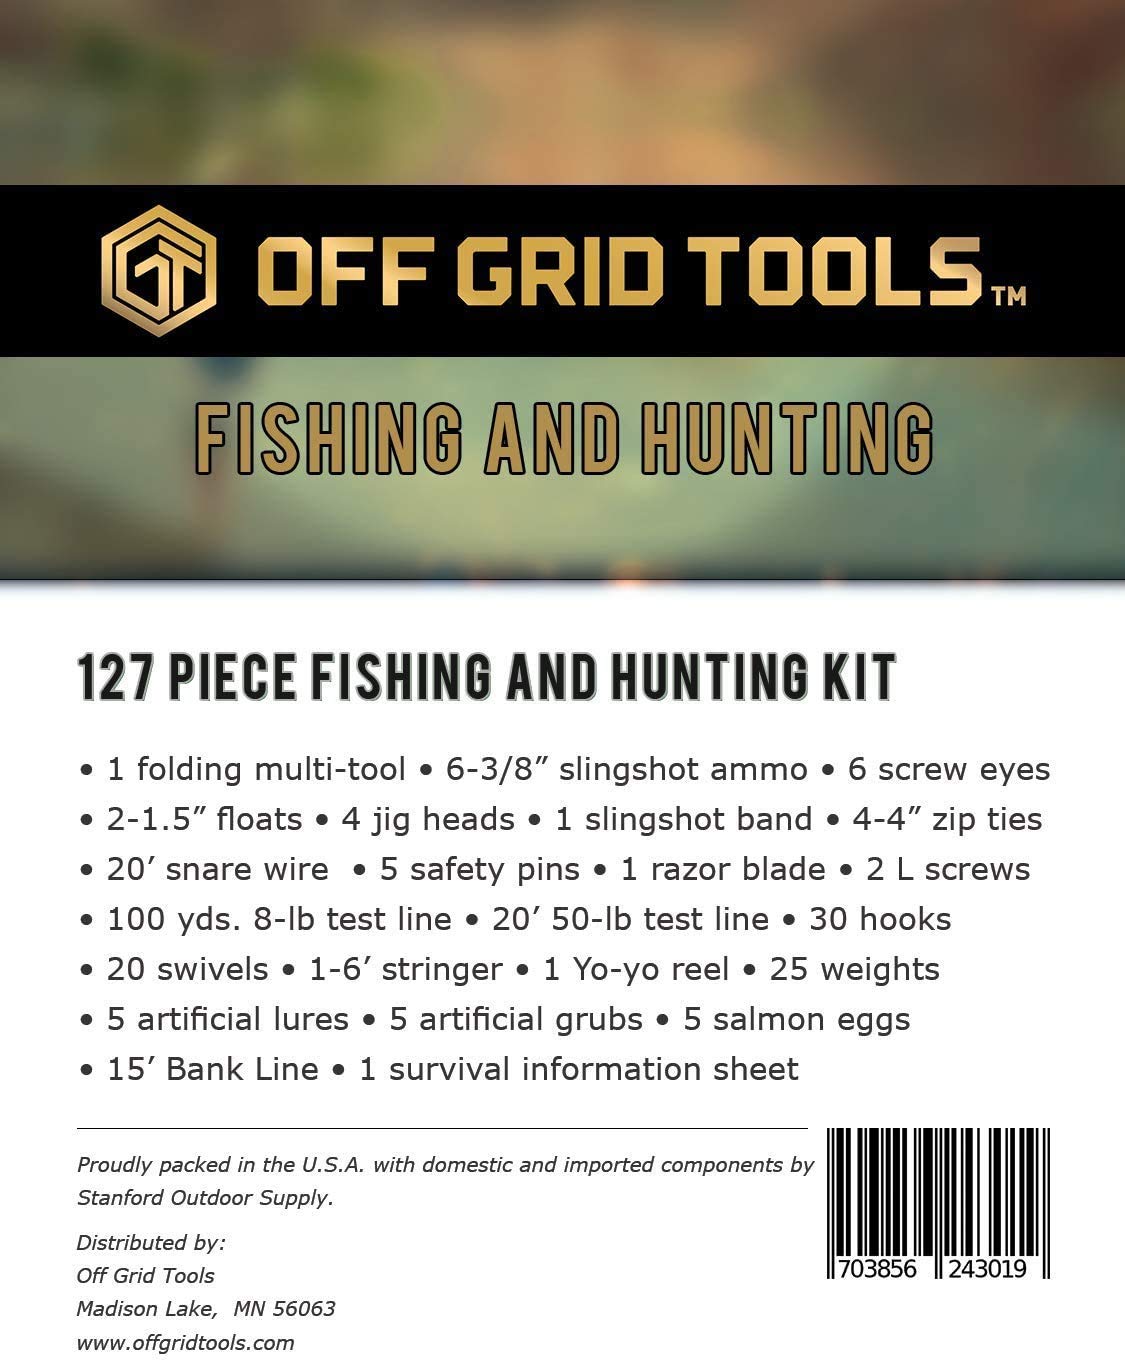 GT
OFF GRID TOOLS™
FISHING AND HUNTING
127 PIECE FISHING AND HUNTING KIT
• 1 folding multi-tool • 6-3/8” slingshot ammo • 6 screw eyes
• 2-1.5” floats • 4 jig heads • 1 slingshot band • 4-4” zip ties
• 20’ snare wire • 5 safety pins • 1 razor blade • 2 L screws
• 100 yds. 8-lb test line • 20’ 50-lb test line • 30 hooks
• 20 swivels • 1-6’ stringer • 1 Yo-yo reel • 25 weights
• 5 artificial lures • 5 artificial grubs • 5 salmon eggs
• 15’ Bank Line • 1 survival information sheet
Proudly packed in the U.S.A. with domestic and imported components by
Stanford Outdoor Supply.
Distributed by:
Off Grid Tools
Madison Lake, MN 56063
www.offgridtools.com
703856 243019